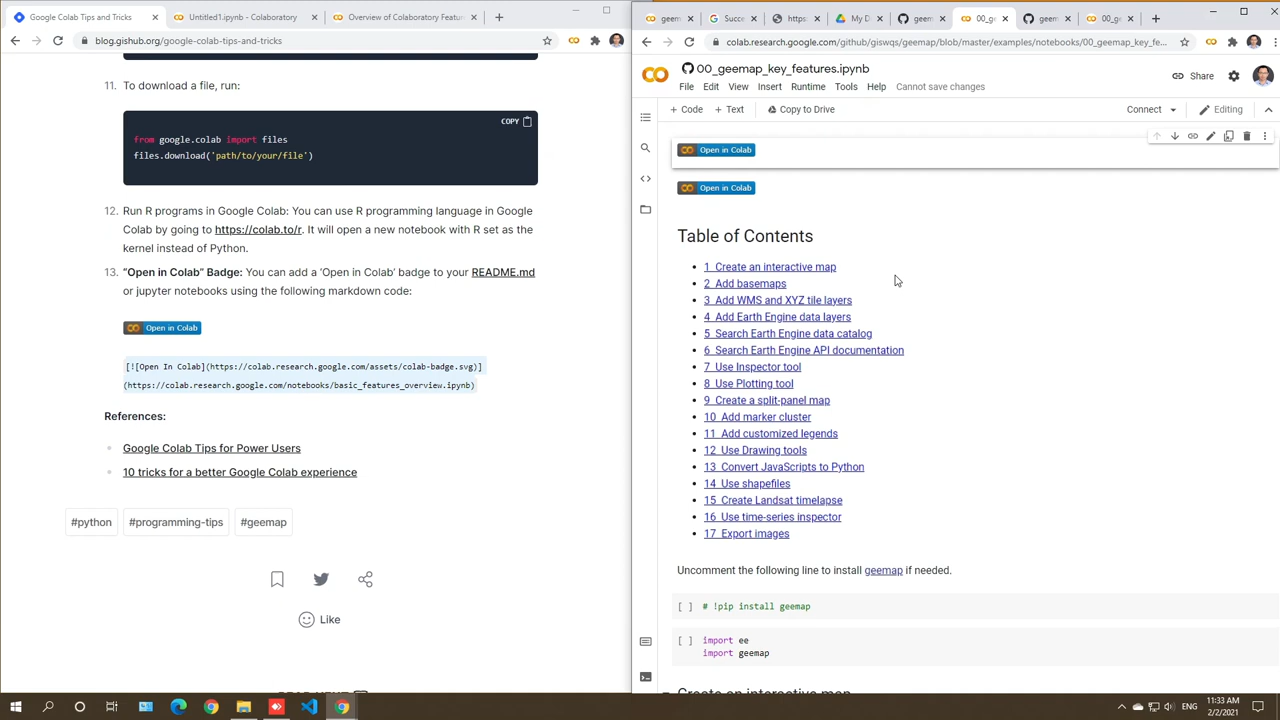 Google Colab Tips and Tricks
Untitled1.ipynb - Colaboratory
Overview of Colaboratory Featur
blog.gishub.org/google-colab-tips-and-tricks
11. To download a file, run:
COPY
from google.colab import files
files.download('path/to/your/file')
12. Run R programs in Google Colab: You can use R programming language in Google
Colab by going to https://colab.to/r. It will open a new notebook with R set as the
kernel instead of Python.
13. “Open in Colab” Badge: You can add a ‘Open in Colab’ badge to your README.md
or jupyter notebooks using the following markdown code:
Open in Colab
[![Open In Colab](https://colab.research.google.com/assets/colab-badge.svg)]
(https://colab.research.google.com/notebooks/basic_features_overview.ipynb)
References:
Google Colab Tips for Power Users
10 tricks for a better Google Colab experience
#python #programming-tips #geemap
Like
geem
Succe
https:
My D
geem
00_g
geem
00_g
colab.research.google.com/github/giswqs/geemap/blob/master/examples/notebooks/00_geemap_key_fe...
00_geemap_key_features.ipynb
Share
File Edit View Insert Runtime Tools Help Cannot save changes
+ Code + Text Copy to Drive Connect Editing
Open in Colab
Open in Colab
Table of Contents
1 Create an interactive map
2 Add basemaps
3 Add WMS and XYZ tile layers
4 Add Earth Engine data layers
5 Search Earth Engine data catalog
6 Search Earth Engine API documentation
7 Use Inspector tool
8 Use Plotting tool
9 Create a split-panel map
10 Add marker cluster
11 Add customized legends
12 Use Drawing tools
13 Convert JavaScripts to Python
14 Use shapefiles
15 Create Landsat timelapse
16 Use time-series inspector
17 Export images
Uncomment the following line to install geemap if needed.
[ ] # !pip install geemap
[ ] import ee
import geemap
Create an interactive map
ENG
11:33 AM
2/2/2021